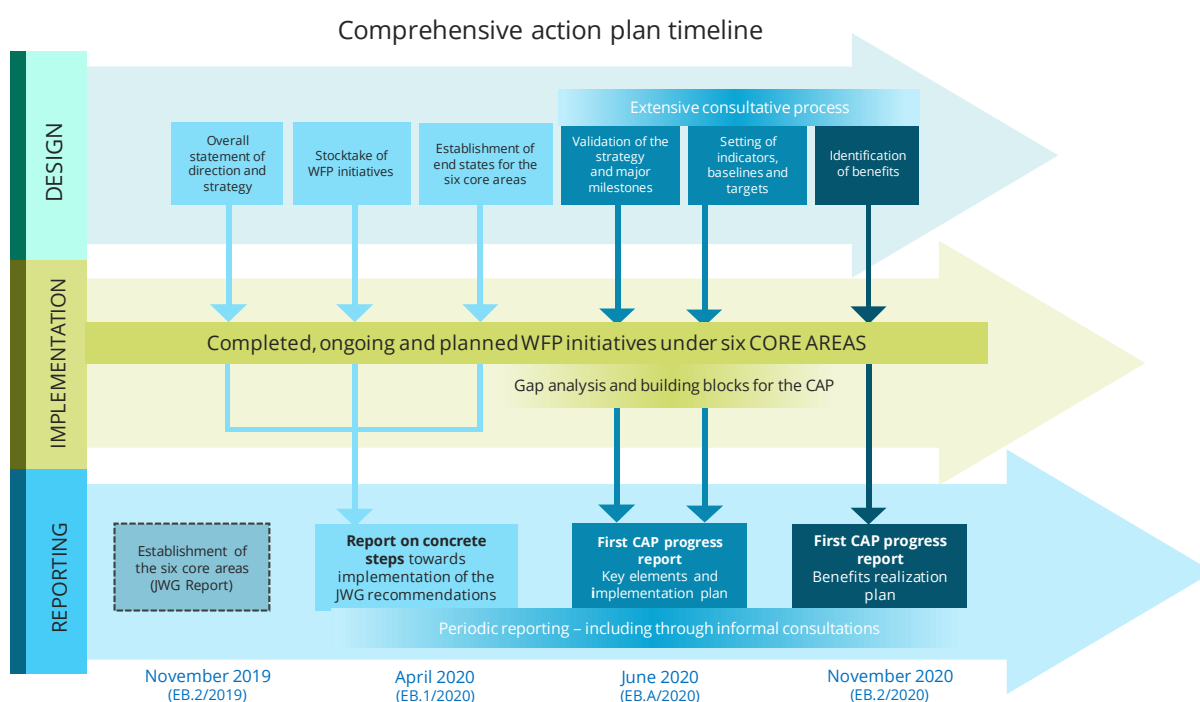 Comprehensive action plan timeline
DESIGN
Extensive consultative process
Overall
statement of
direction and
strategy
Stocktake of
WFP initiatives
Establishment of
end states for the
six core areas
Validation of the
strategy
and major
milestones
Setting of
indicators,
baselines and
targets
Identification
of benefits
IMPLEMENTATION
Completed, ongoing and planned WFP initiatives under six CORE AREAS
Gap analysis and building blocks for the CAP
REPORTING
Establishment of
the six core areas
(JWG Report)
Report on concrete
steps towards
implementation of the
JWG recommendations
First CAP progress
report
Key elements and
implementation plan
First CAP progress
report
Benefits realization
plan
Periodic reporting – including through informal consultations
November 2019
(EB.2/2019)
April 2020
(EB.1/2020)
June 2020
(EB.A/2020)
November 2020
(EB.2/2020)